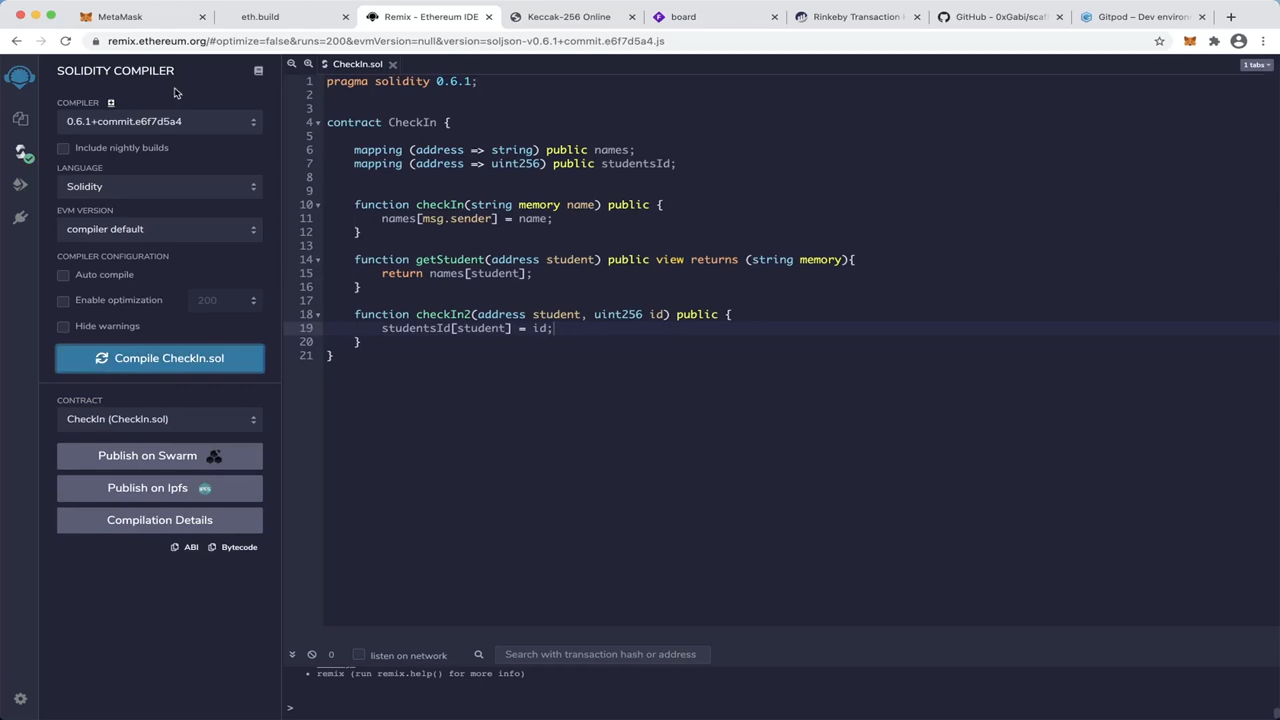 MetaMask
eth.build
Remix - Ethereum IDE
Keccak-256 Online
board
Rinkeby Transaction H
GitHub - 0xGabi/scaff
Gitpod – Dev environ
remix.ethereum.org/#optimize=false&runs=200&evmVersion=null&version=soljson-v0.6.1+commit.e6f7d5a4.js
SOLIDITY COMPILER
COMPILER
0.6.1+commit.e6f7d5a4
Include nightly builds
LANGUAGE
Solidity
EVM VERSION
compiler default
COMPILER CONFIGURATION
Auto compile
Enable optimization
200
Hide warnings
Compile CheckIn.sol
CONTRACT
CheckIn (CheckIn.sol)
Publish on Swarm
Publish on Ipfs
IPFS
Compilation Details
ABI
Bytecode
CheckIn.sol
1 tabs
1 pragma solidity 0.6.1;
2
3
4 contract CheckIn {
5
6 mapping (address => string) public names;
7 mapping (address => uint256) public studentsId;
8
9
10 function checkIn(string memory name) public {
11 names[msg.sender] = name;
12 }
13
14 function getStudent(address student) public view returns (string memory){
15 return names[student];
16 }
17
18 function checkIn2(address student, uint256 id) public {
19 studentsId[student] = id;
20 }
21 }
0
listen on network
Search with transaction hash or address
remix (run remix.help() for more info)
>